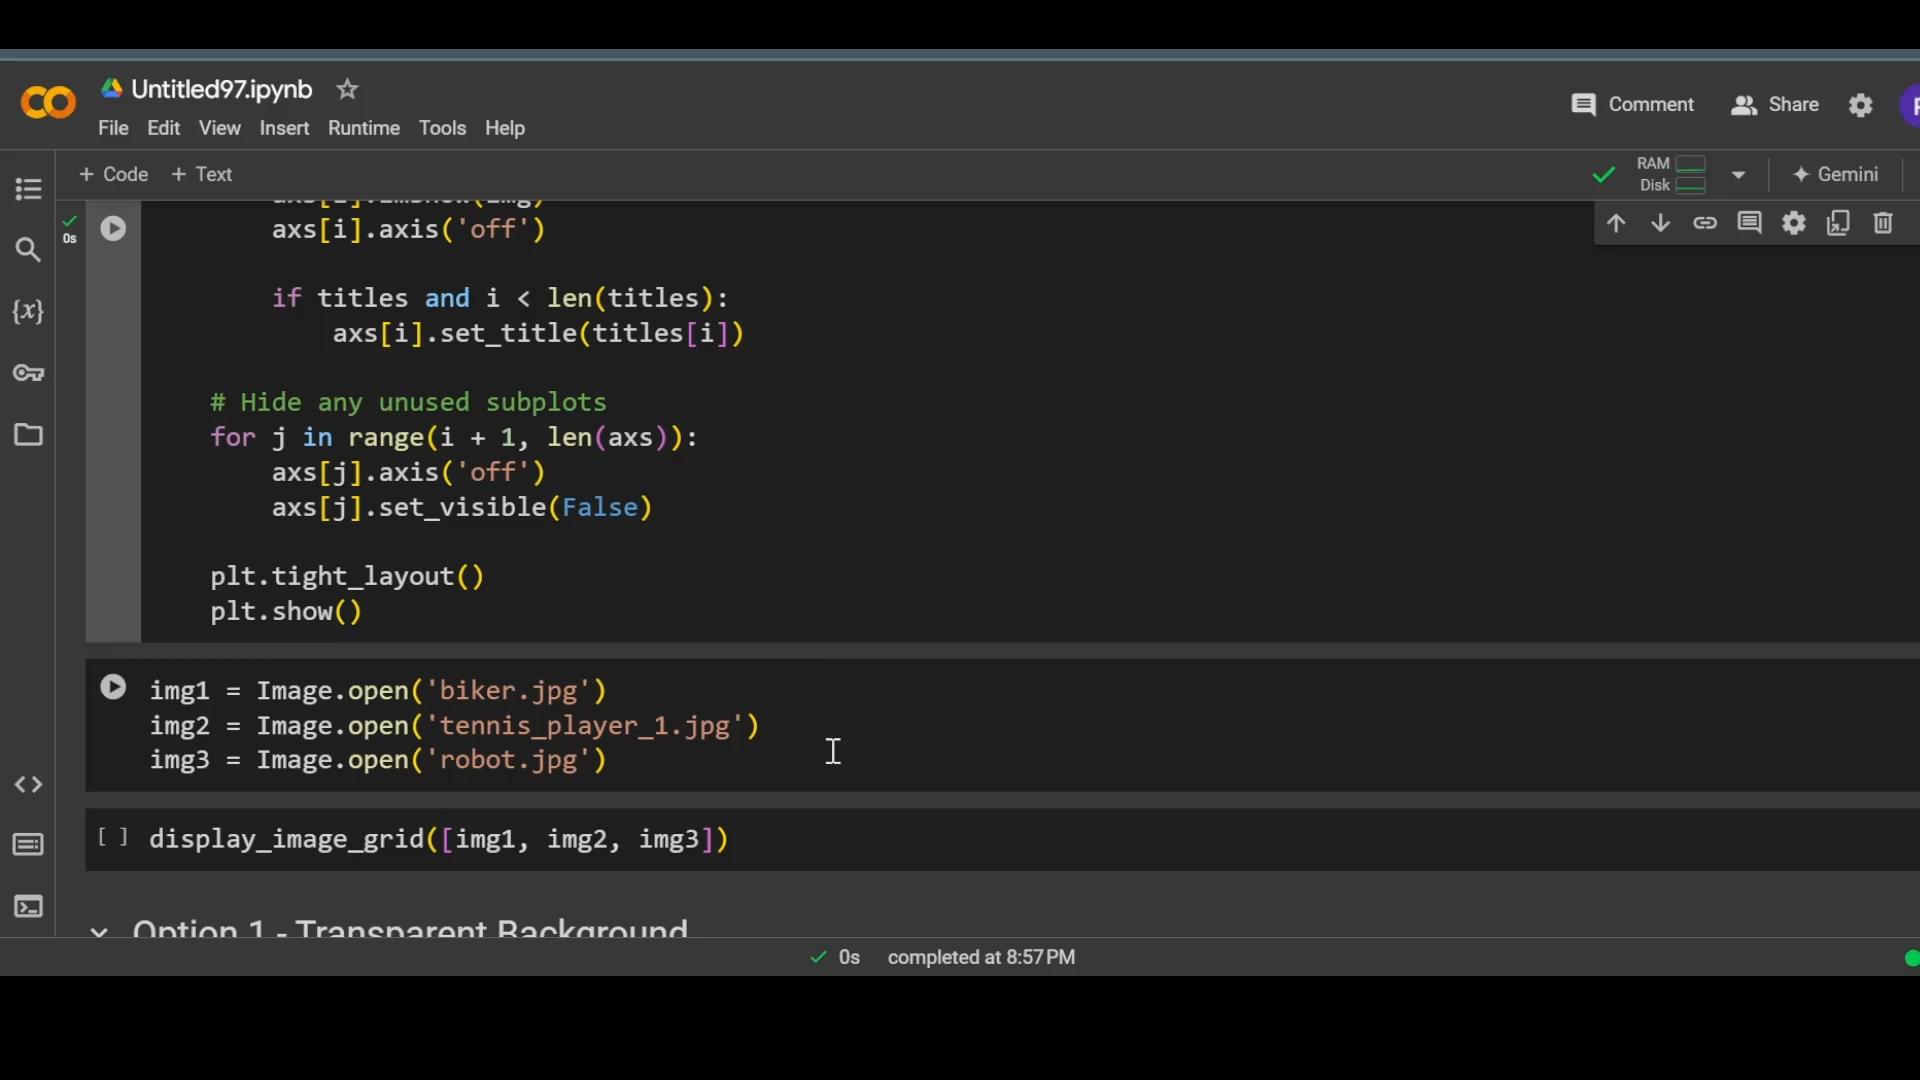 Untitled97.ipynb
Comment
Share
File Edit View Insert Runtime Tools Help
+ Code + Text
RAM
Disk
Gemini
0s
axs[i].imshow(img)
axs[i].axis('off')
if titles and i < len(titles):
axs[i].set_title(titles[i])
# Hide any unused subplots
for j in range(i + 1, len(axs)):
axs[j].axis('off')
axs[j].set_visible(False)
plt.tight_layout()
plt.show()
img1 = Image.open('biker.jpg')
img2 = Image.open('tennis_player_1.jpg')
img3 = Image.open('robot.jpg')
[ ] display_image_grid([img1, img2, img3])
Option 1 - Transparent Background
0s completed at 8:57 PM